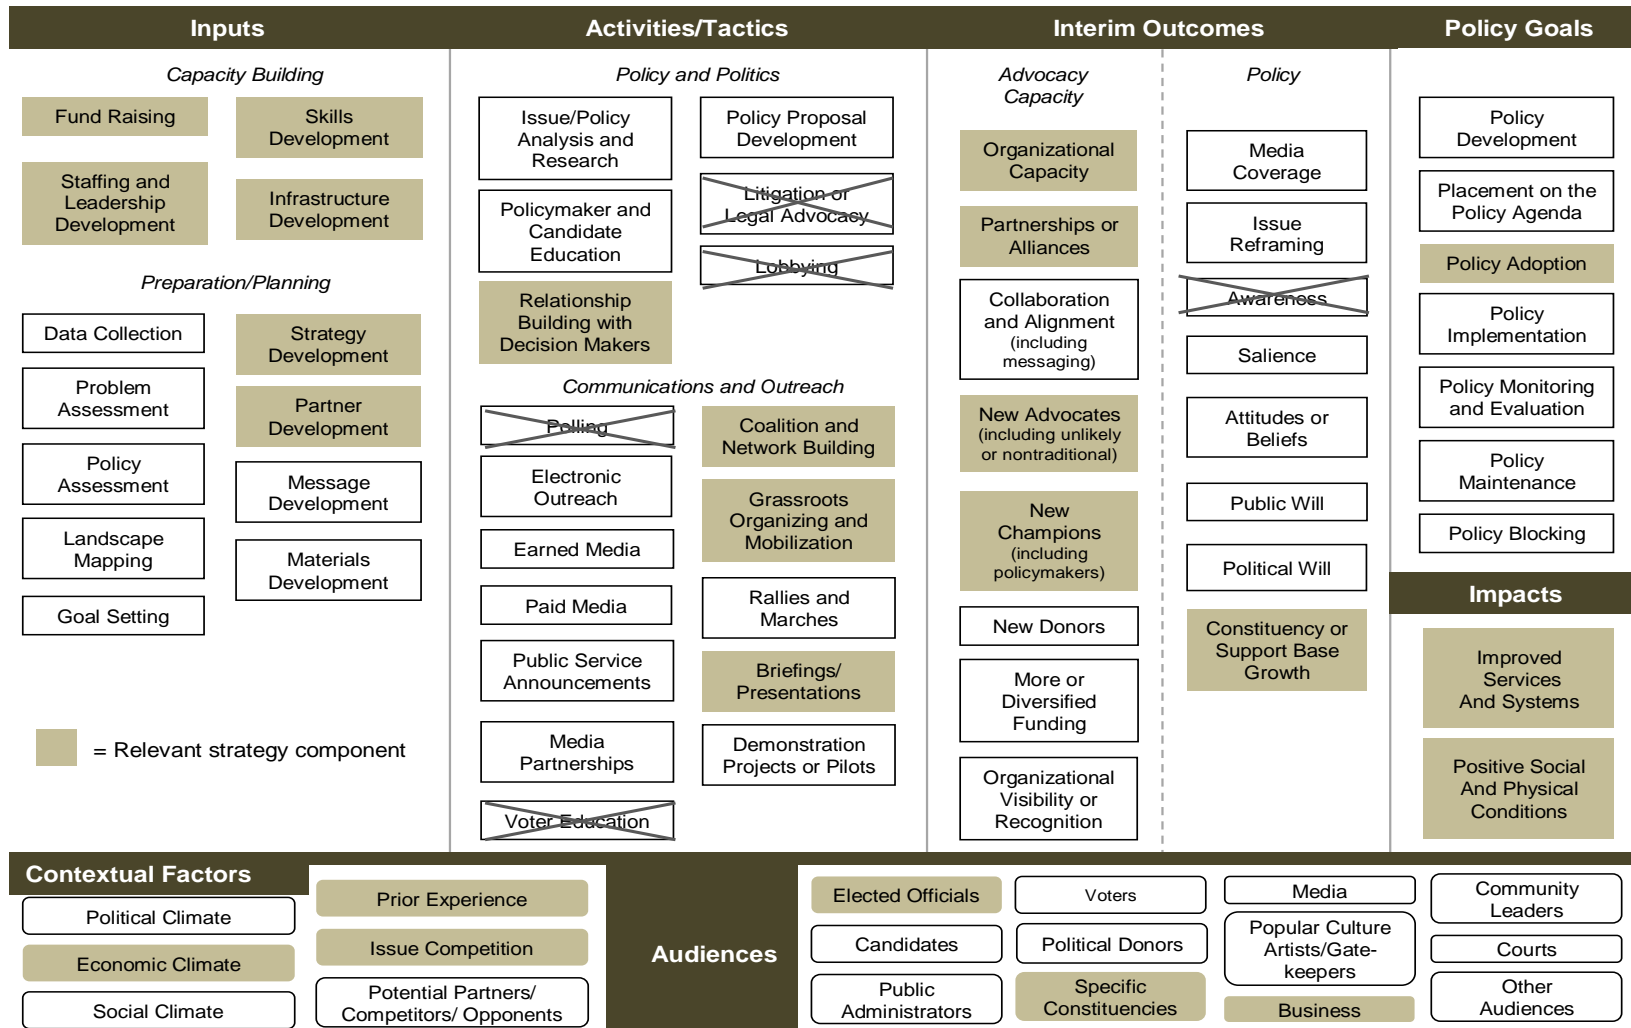 Inputs
Capacity Building
Fund Raising
Skills
Development
Staffing and
Leadership
Development
Infrastructure
Development
Preparation/Planning
Data Collection
Strategy
Development
Problem
Assessment
Partner
Development
Policy
Assessment
Message
Development
Landscape
Mapping
Materials
Development
Goal Setting
= Relevant strategy component
Activities/Tactics
Policy and Politics
Issue/Policy
Analysis and
Research
Policy Proposal
Development
Policymaker and
Candidate
Education
Litigation or
Legal Advocacy
Lobbying
Relationship
Building with
Decision Makers
Communications and Outreach
Polling
Coalition and
Network Building
Electronic
Outreach
Grassroots
Organizing and
Mobilization
Earned Media
Paid Media
Rallies and
Marches
Public Service
Announcements
Briefings/
Presentations
Media
Partnerships
Demonstration
Projects or Pilots
Voter Education
Interim Outcomes
Advocacy
Capacity
Organizational
Capacity
Partnerships or
Alliances
Collaboration
and Alignment
(including
messaging)
New Advocates
(including unlikely
or nontraditional)
New
Champions
(including
policymakers)
New Donors
More or
Diversified
Funding
Organizational
Visibility or
Recognition
Policy
Media
Coverage
Issue
Reframing
Awareness
Salience
Attitudes or
Beliefs
Public Will
Political Will
Constituency or
Support Base
Growth
Policy Goals
Policy
Development
Placement on the
Policy Agenda
Policy Adoption
Policy
Implementation
Policy Monitoring
and Evaluation
Policy
Maintenance
Policy Blocking
Impacts
Improved
Services
And Systems
Positive Social
And Physical
Conditions
Contextual Factors
Political Climate
Economic Climate
Social Climate
Prior Experience
Issue Competition
Potential Partners/
Competitors/ Opponents
Audiences
Elected Officials
Candidates
Public
Administrators
Voters
Political Donors
Specific
Constituencies
Media
Popular Culture
Artists/Gate-
keepers
Business
Community
Leaders
Courts
Other
Audiences